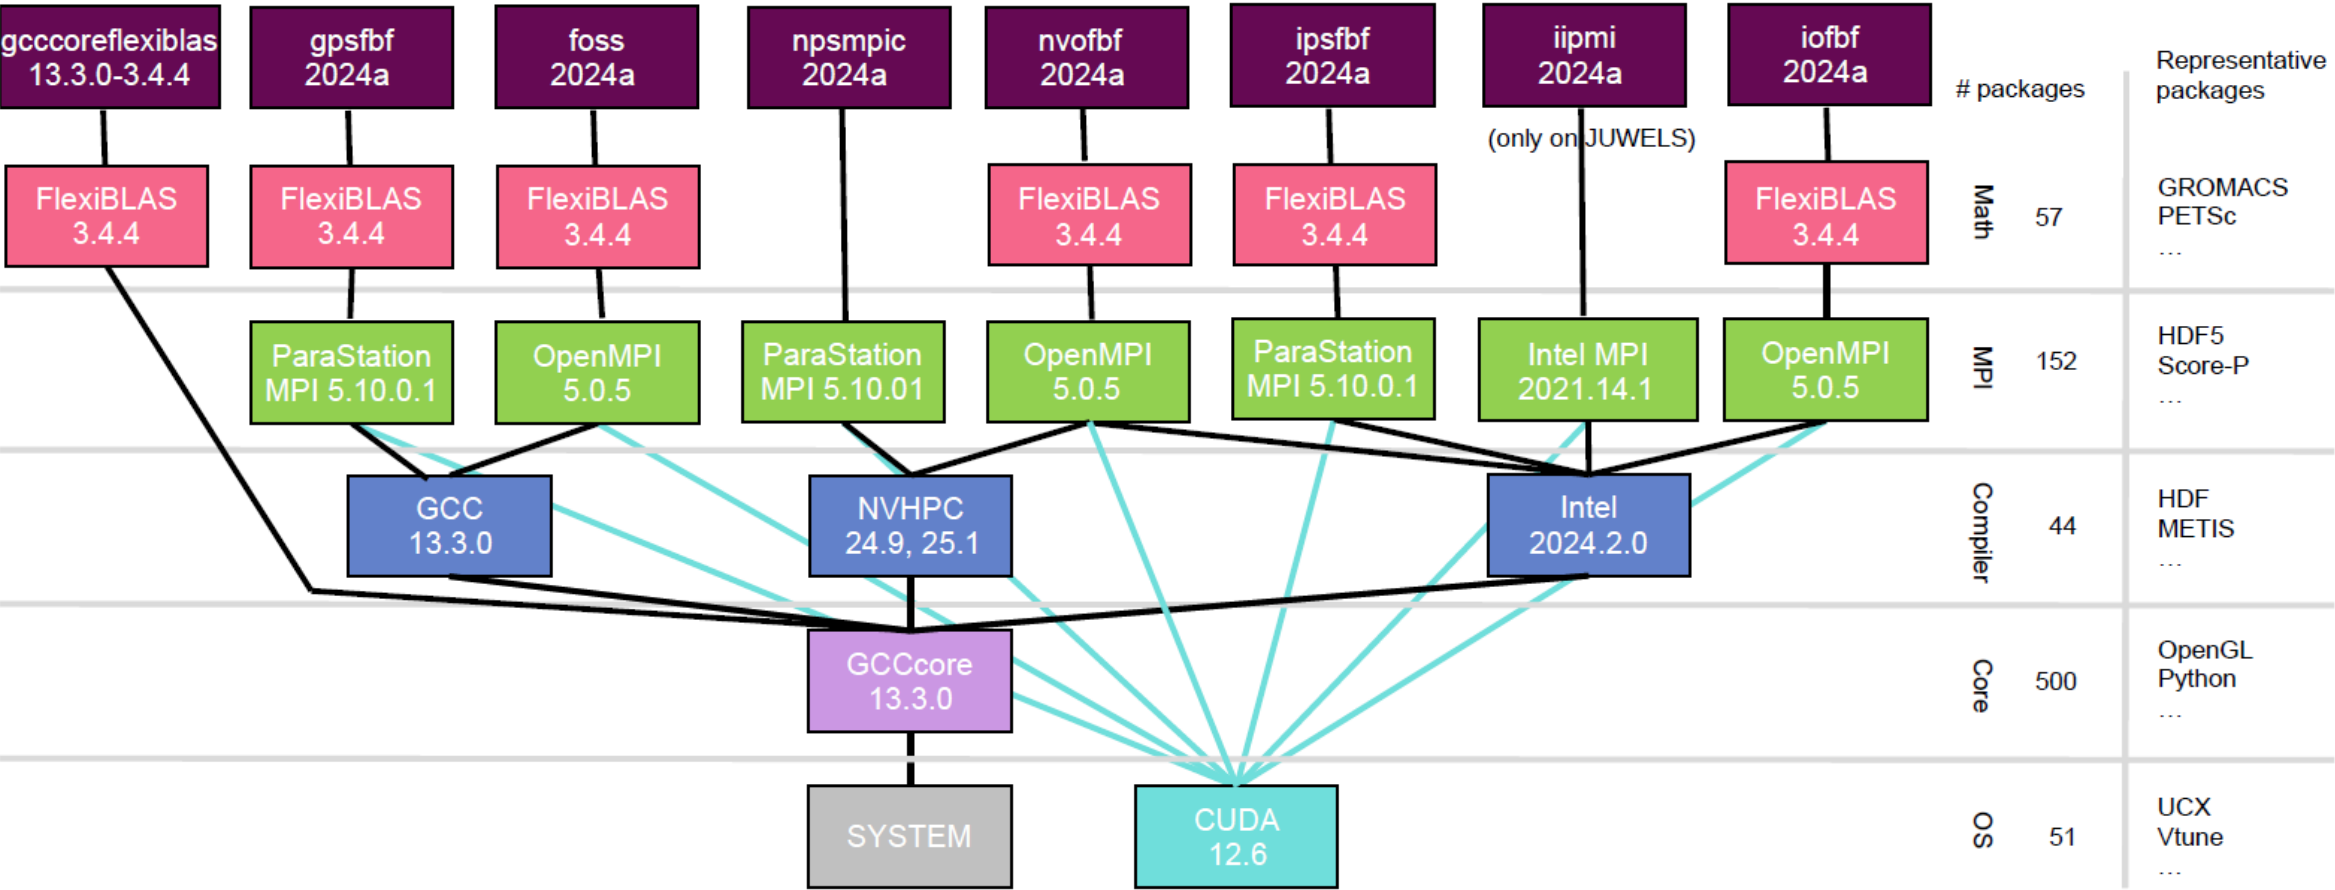 gcccoreflexiblas
13.3.0-3.4.4
gpsfbf
2024a
foss
2024a
npsmpic
2024a
nvofbf
2024a
ipsfbf
2024a
iipmi
2024a
iofbf
2024a
# packages
Representative
packages
(only on JUWELS)
FlexiBLAS
3.4.4
FlexiBLAS
3.4.4
FlexiBLAS
3.4.4
FlexiBLAS
3.4.4
FlexiBLAS
3.4.4
FlexiBLAS
3.4.4
Math
57
GROMACS
PETSc
...
ParaStation
MPI 5.10.0.1
OpenMPI
5.0.5
ParaStation
MPI 5.10.01
OpenMPI
5.0.5
ParaStation
MPI 5.10.0.1
Intel MPI
2021.14.1
OpenMPI
5.0.5
MPI
152
HDF5
Score-P
...
GCC
13.3.0
NVHPC
24.9, 25.1
Intel
2024.2.0
Compiler
44
HDF
METIS
...
GCCcore
13.3.0
Core
500
OpenGL
Python
...
SYSTEM
CUDA
12.6
OS
51
UCX
Vtune
...